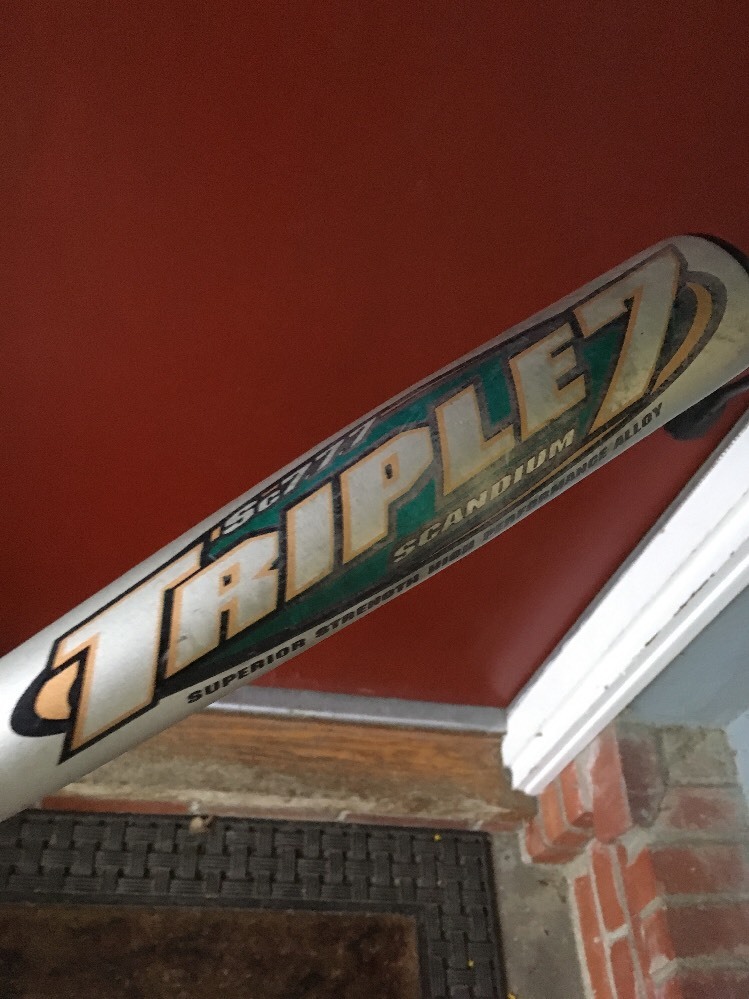 Sc777
TRIPLE7
SCANDIUM
SUPERIOR STRENGTH HIGH PERFORMANCE ALLOY